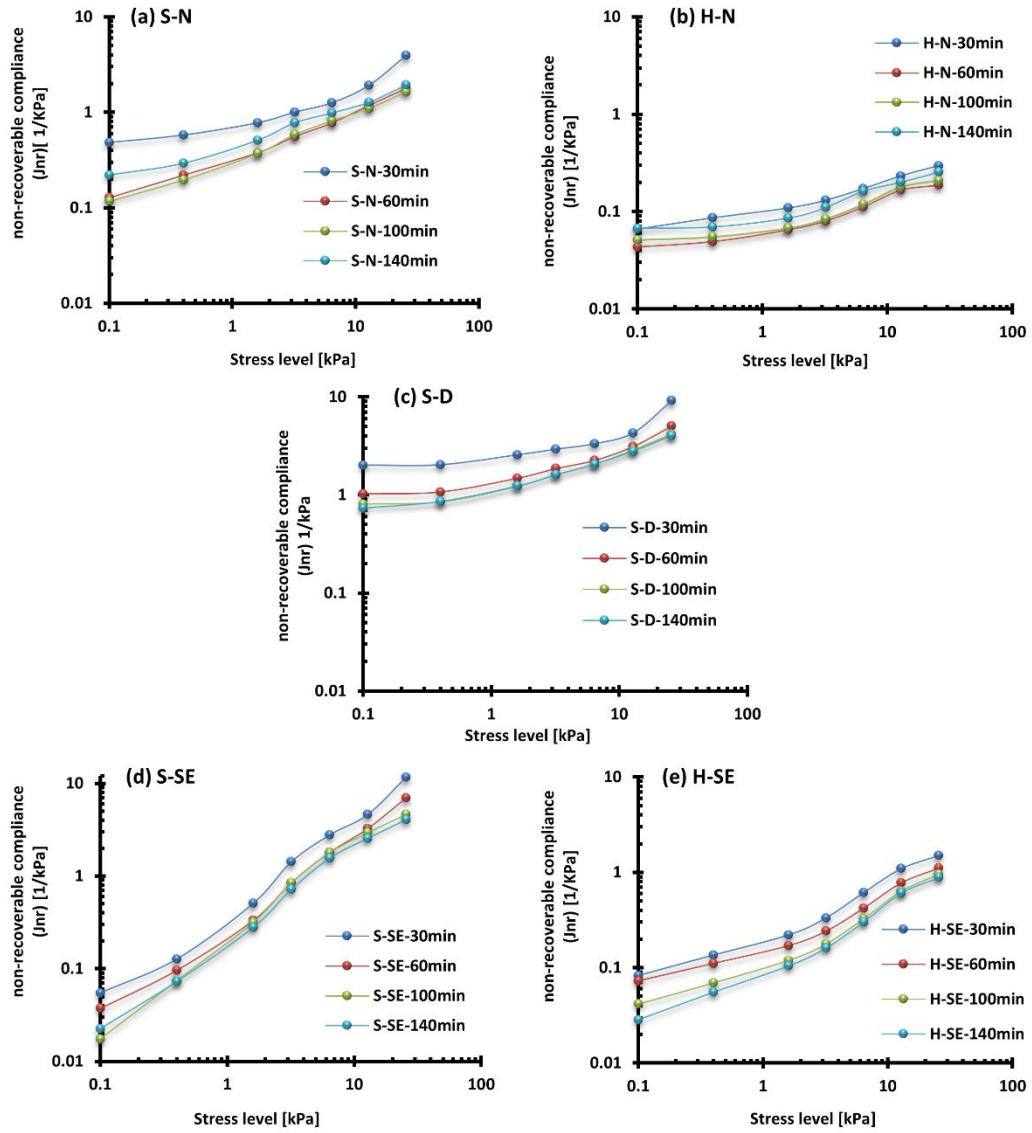 (a) S-N
non-recoverable compliance
(Jnr)[ 1/KPa)
10
1
0.1
0.01
0.1
1
10
100
Stress level [kPa]
S-N-30min
S-N-60min
S-N-100min
S-N-140min
(b) H-N
non-recoverable compliance
(Jnr) [1/KPa)
10
1
0.1
0.01
0.1
1
10
100
Stress level [kPa]
H-N-30min
H-N-60min
H-N-100min
H-N-140min
(c) S-D
non-recoverable compliance
(Jnr) 1/kPa)
10
1
0.1
0.01
0.1
1
10
100
Stress level [kPa]
S-D-30min
S-D-60min
S-D-100min
S-D-140min
(d) S-SE
non-recoverable compliance
(Jnr) [1/KPa)
10
1
0.1
0.01
0.1
1
10
100
Stress level [kPa]
S-SE-30min
S-SE-60min
S-SE-100min
S-SE-140min
(e) H-SE
non-recoverable compliance
(Jnr) [1/KPa)
10
1
0.1
0.01
0.1
1
10
100
Stress level [kPa]
H-SE-30min
H-SE-60min
H-SE-100min
H-SE-140min